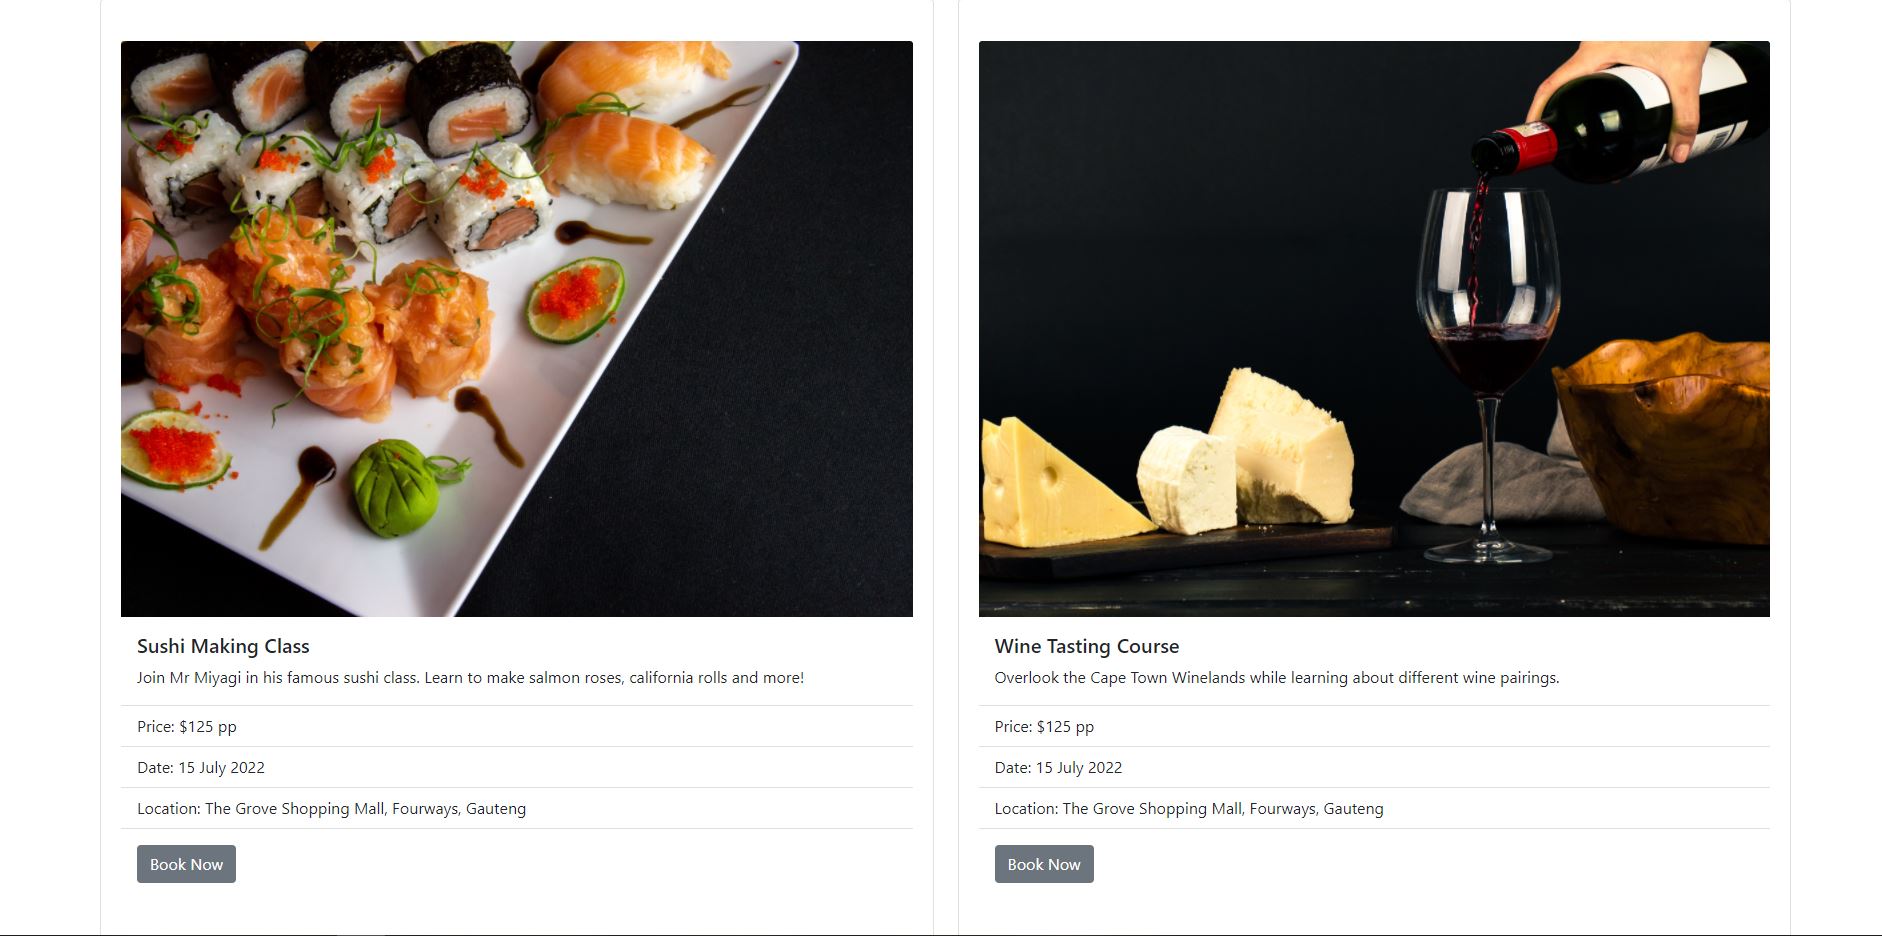 Sushi Making Class
Join Mr Miyagi in his famous sushi class. Learn to make salmon roses, california rolls and more!
Price: $125 pp
Date: 15 July 2022
Location: The Grove Shopping Mall, Fourways, Gauteng
Book Now
Wine Tasting Course
Overlook the Cape Town Winelands while learning about different wine pairings.
Price: $125 pp
Date: 15 July 2022
Location: The Grove Shopping Mall, Fourways, Gauteng
Book Now